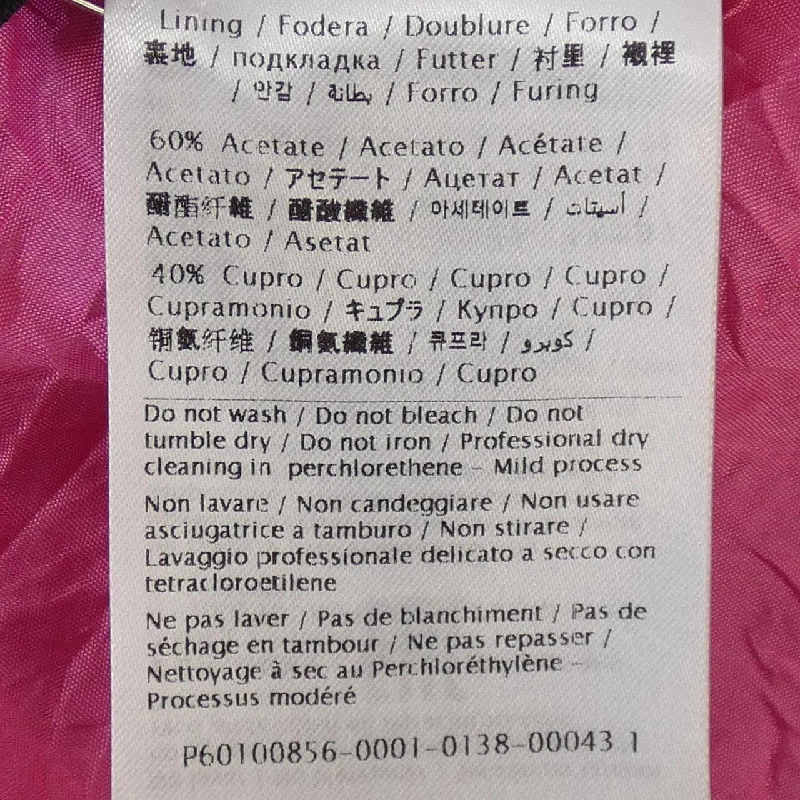 Lining / Fodera / Doublure / Forro /
裏地 / подкладка / Futter / 衬里 / 襯裡
/ 안감 / بطانة / Forro / Furing
60% Acetate / Acetato / Acétate /
Acetato / アセテート / Ацетат / Acetat /
醋酯纤维 / 醋酸纖維 / 아세테이트 / أسيتات /
Acetato / Asetat
40% Cupro / Cupro / Cupro / Cupro /
Cupramonio / キュプラ / Купро / Cupro /
铜氨纤维 / 銅氨纖維 / 큐프라 / كوبرو /
Cupro / Cupramonio / Cupro
Do not wash / Do not bleach / Do not
tumble dry / Do not iron / Professional dry
cleaning in perchlorethene - Mild process
Non lavare / Non candeggiare / Non usare
asciugatrice a tamburo / Non stirare /
Lavaggio professionale delicato a secco con
tetracloroetilene
Ne pas laver / Pas de blanchiment / Pas de
séchage en tambour / Ne pas repasser /
Nettoyage à sec au Perchloréthylène -
Processus modéré
P60100856-0001-0138-00043 1